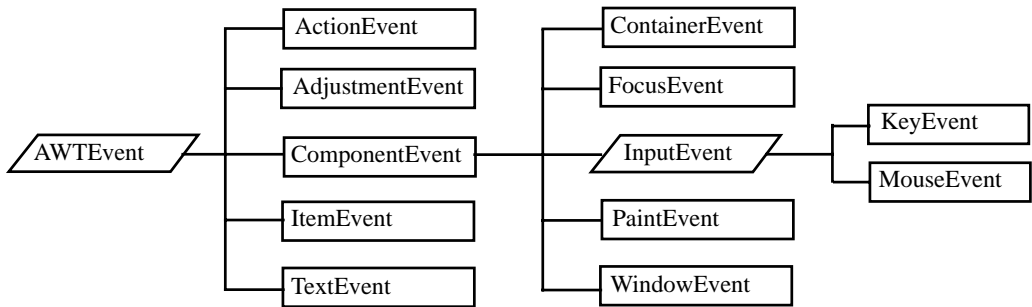 ActionEvent
AdjustmentEvent
AWTEvent
ComponentEvent
ItemEvent
TextEvent
ContainerEvent
FocusEvent
InputEvent
PaintEvent
WindowEvent
KeyEvent
MouseEvent